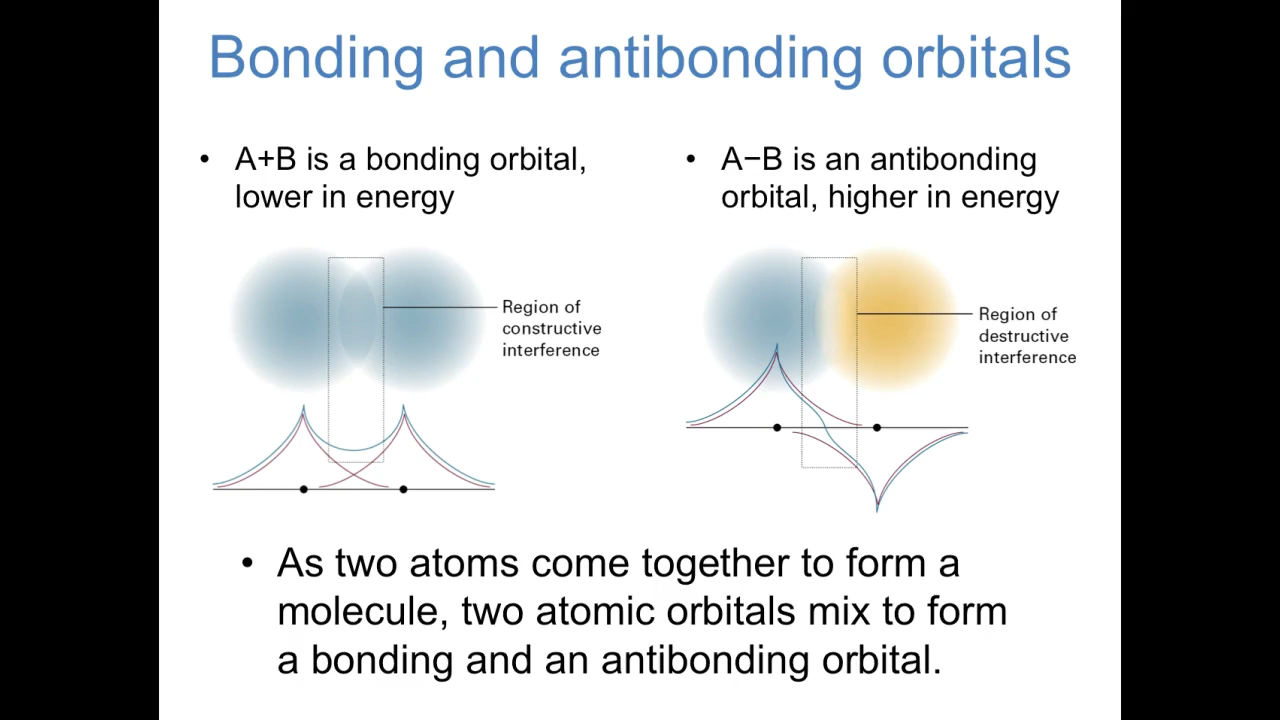 Bonding and antibonding orbitals
• A+B is a bonding orbital,
lower in energy
• A−B is an antibonding
orbital, higher in energy
Region of
constructive
interference
Region of
destructive
interference
• As two atoms come together to form a
molecule, two atomic orbitals mix to form
a bonding and an antibonding orbital.